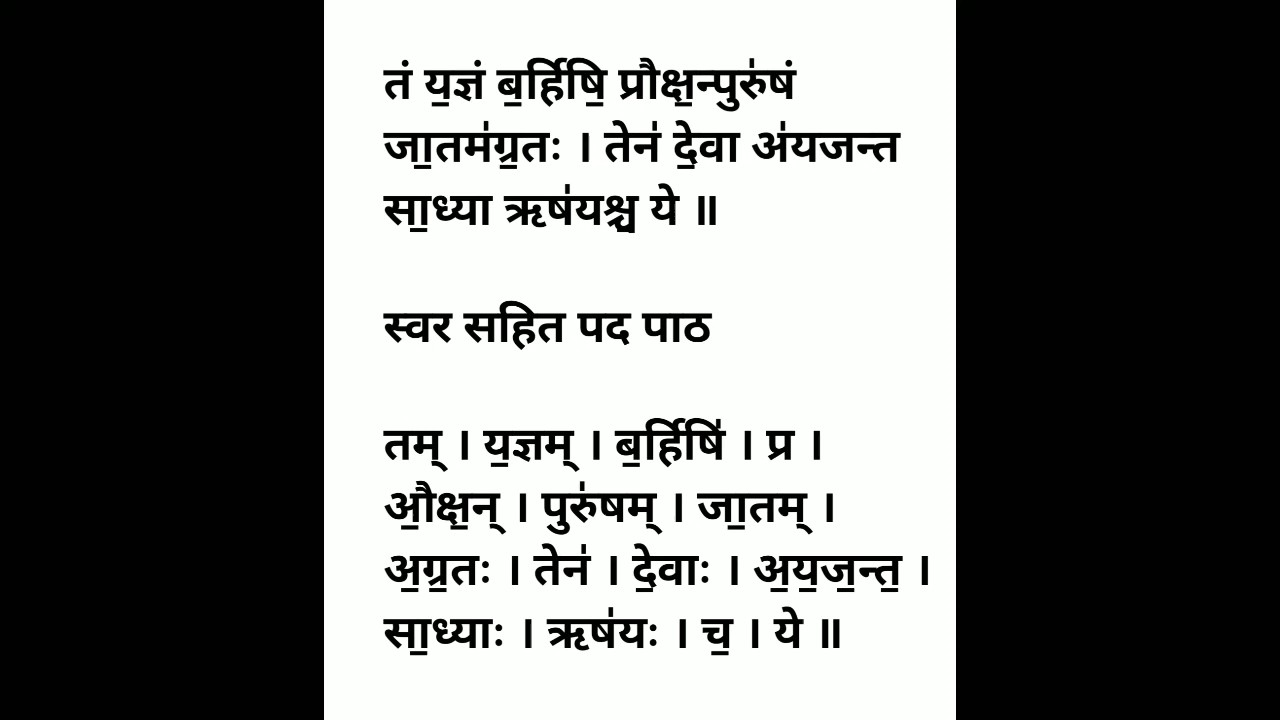 तं य॒ज्ञं ब॒र्हिषि॒ प्रौक्ष॒न्पुरु॑षं
जा॒तम॑ग्र॒तः । तेन॑ दे॒वा अ॑यजन्त
सा॒ध्या ऋष॑यश्च॒ ये ॥
स्वर सहित पद पाठ
तम् । य॒ज्ञम् । ब॒र्हिषि॑ । प्र ।
औ॒क्ष॒न् । पुरु॑षम् । जा॒तम् ।
अ॒ग्र॒तः । तेन॑ । दे॒वाः । अ॒य॒ज॒न्त॒ ।
सा॒ध्याः । ऋष॑यः । च॒ । ये ॥